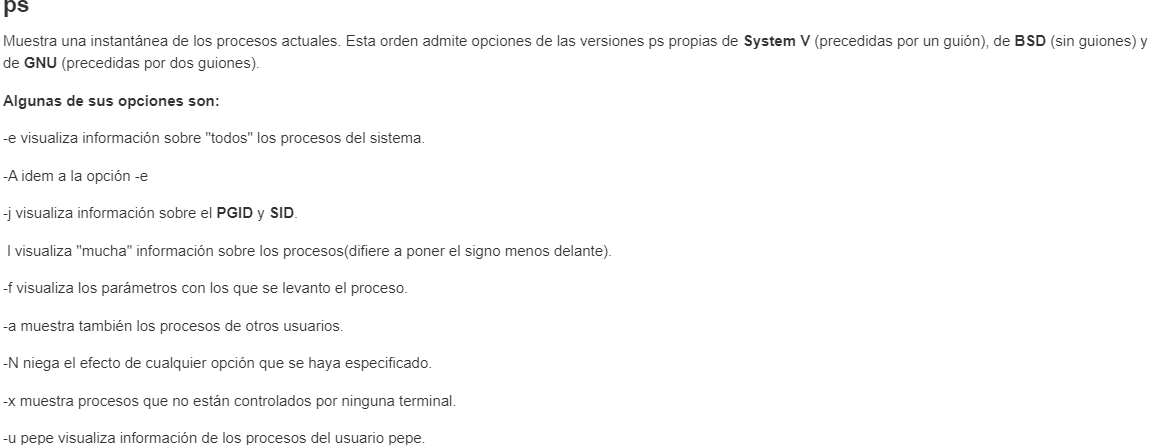 ps
Muestra una instantánea de los procesos actuales. Esta orden admite opciones de las versiones ps propias de System V (precedidas por un guión), de BSD (sin guiones) y
de GNU (precedidas por dos guiones).
Algunas de sus opciones son:
-e visualiza información sobre "todos" los procesos del sistema.
-A idem a la opción -e
-j visualiza información sobre el PGID y SID.
l visualiza "mucha" información sobre los procesos(difiere a poner el signo menos delante).
-f visualiza los parámetros con los que se levanto el proceso.
-a muestra también los procesos de otros usuarios.
-N niega el efecto de cualquier opción que se haya especificado.
-x muestra procesos que no están controlados por ninguna terminal.
-u pepe visualiza información de los procesos del usuario pepe.